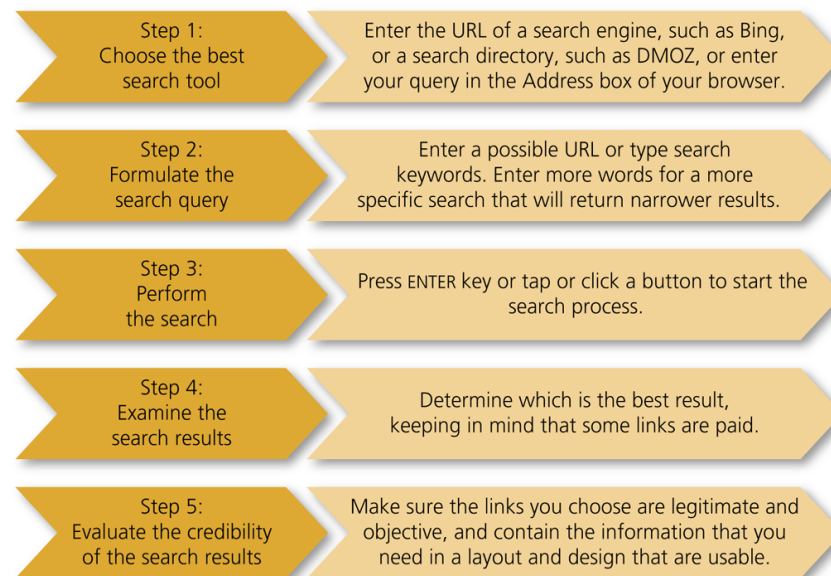 Step 1:
Choose the best
search tool
Enter the URL of a search engine, such as Bing,
or a search directory, such as DMOZ, or enter
your query in the Address box of your browser.
Step 2:
Formulate the
search query
Enter a possible URL or type search
keywords. Enter more words for a more
specific search that will return narrower results.
Step 3:
Perform
the search
Press ENTER key or tap or click a button to start the
search process.
Step 4:
Examine the
search results
Determine which is the best result,
keeping in mind that some links are paid.
Step 5:
Evaluate the credibility
of the search results
Make sure the links you choose are legitimate and
objective, and contain the information that you
need in a layout and design that are usable.